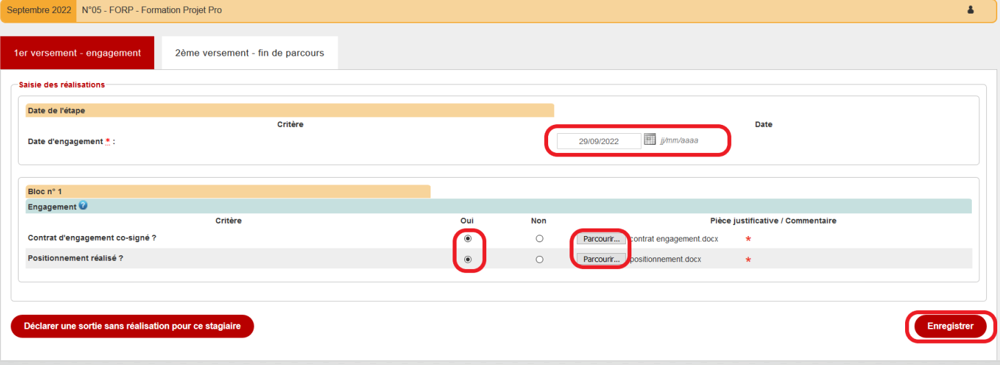 Septembre 2022 N°05 - FORP - Formation Projet Pro
1er versement - engagement 2ème versement - fin de parcours
Saisie des réalisations
Date de l'étape
Critère Date
Date d'engagement * : 29/09/2022 jj/mm/aaaa
Bloc n° 1
Engagement ?
Critère Oui Non Pièce justificative / Commentaire
Contrat d'engagement co-signé ? Parcourir... contrat engagement.docx *
Positionnement réalisé ? Parcourir... positionnement.docx *
Déclarer une sortie sans réalisation pour ce stagiaire Enregistrer